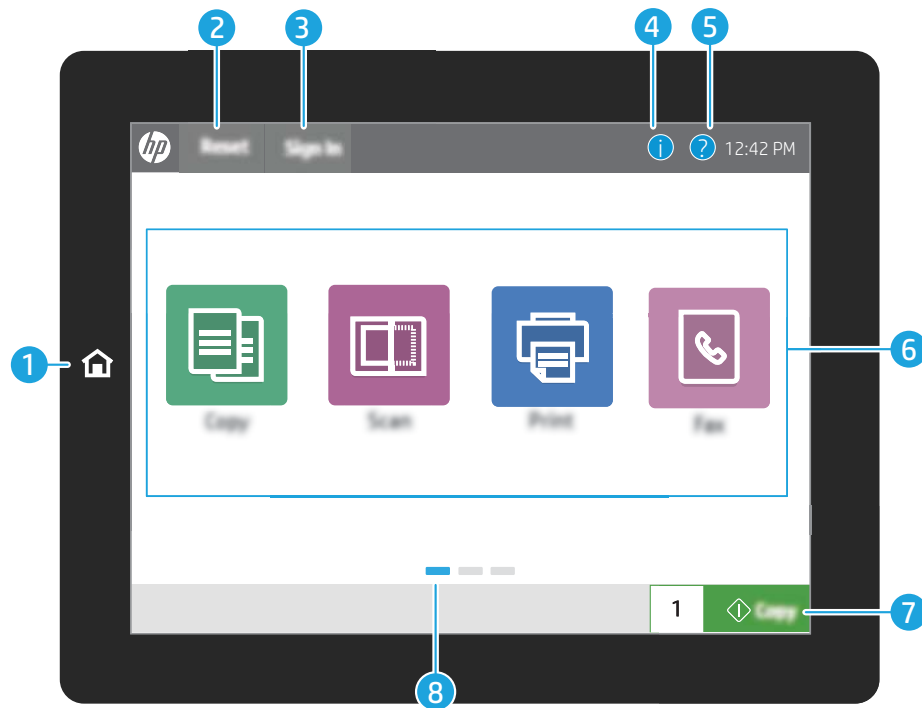 2 3 4 5
hp Reset Sign In i ? 12:42 PM
1 6
Copy Scan Print Fax
1 Copy 7
8